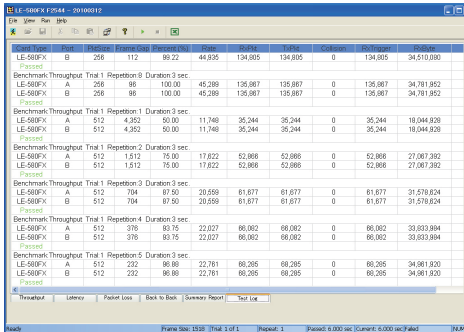 LE-580FX F2544 - 20100312
File View Run Help
Card Type Port PktSize Frame Gap Percent (%) Rate RxPkt TxPkt Collision RxTrigger RxByte
LE-580FX B 256 112 99.22 44,935 134,805 134,805 0 134,805 34,510,080
Passed
Benchmark:Throughput Trial:1 Repetition:8 Duration:3 sec.
LE-580FX A 256 96 100.00 45,289 135,867 135,867 0 135,867 34,781,952
LE-580FX B 256 96 100.00 45,289 135,867 135,867 0 135,867 34,781,952
Passed
Benchmark:Throughput Trial:1 Repetition:1 Duration:3 sec.
LE-580FX A 512 4,352 50.00 11,748 35,244 35,244 0 35,244 18,044,928
LE-580FX B 512 4,352 50.00 11,748 35,244 35,244 0 35,244 18,044,928
Passed
Benchmark:Throughput Trial:1 Repetition:2 Duration:3 sec.
LE-580FX A 512 1,512 75.00 17,622 52,866 52,866 0 52,866 27,067,392
LE-580FX B 512 1,512 75.00 17,622 52,866 52,866 0 52,866 27,067,392
Passed
Benchmark:Throughput Trial:1 Repetition:3 Duration:3 sec.
LE-580FX A 512 704 87.50 20,559 61,677 61,677 0 61,677 31,578,624
LE-580FX B 512 704 87.50 20,559 61,677 61,677 0 61,677 31,578,624
Passed
Benchmark:Throughput Trial:1 Repetition:4 Duration:3 sec.
LE-580FX A 512 376 93.75 22,027 66,082 66,082 0 66,082 33,833,984
LE-580FX B 512 376 93.75 22,027 66,082 66,082 0 66,082 33,833,984
Passed
Benchmark:Throughput Trial:1 Repetition:5 Duration:3 sec.
LE-580FX A 512 232 96.88 22,761 68,285 68,285 0 68,285 34,961,920
LE-580FX B 512 232 96.88 22,761 68,285 68,285 0 68,285 34,961,920
Passed
Throughput Latency Packet Loss Back to Back Summary Report Test Log
Ready Frame Size: 1518 Trial: 1 of 1 Repeat: 1 Passed: 6.000 sec Current: 6.000 sec Failed NUM